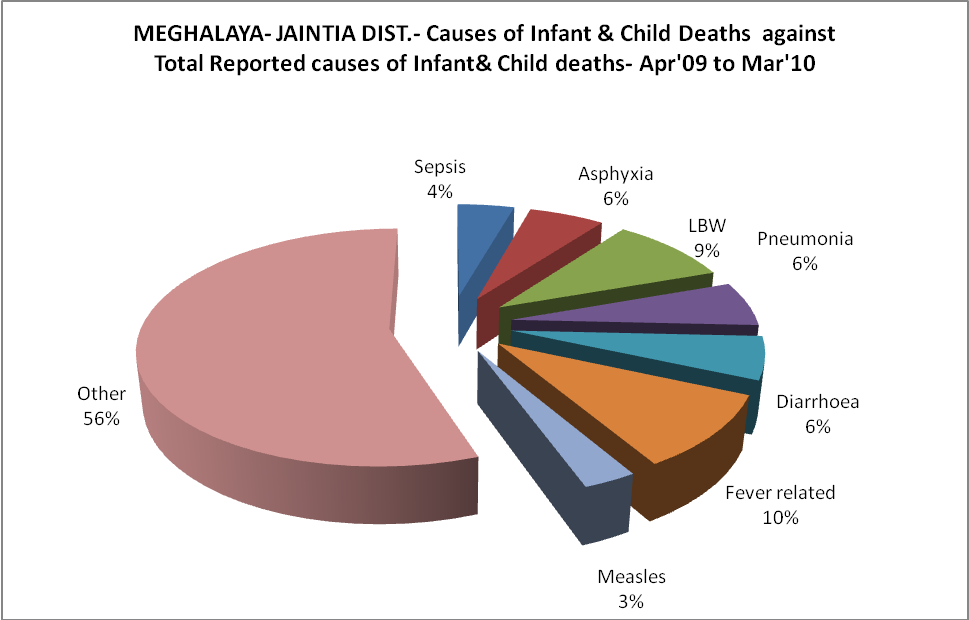 MEGHALAYA- JAINTIA DIST.- Causes of Infant & Child Deaths against
Total Reported causes of Infant& Child deaths- Apr'09 to Mar'10
Sepsis
4%
Asphyxia
6%
LBW
9%
Pneumonia
6%
Diarrhoea
6%
Fever related
10%
Measles
3%
Other
56%